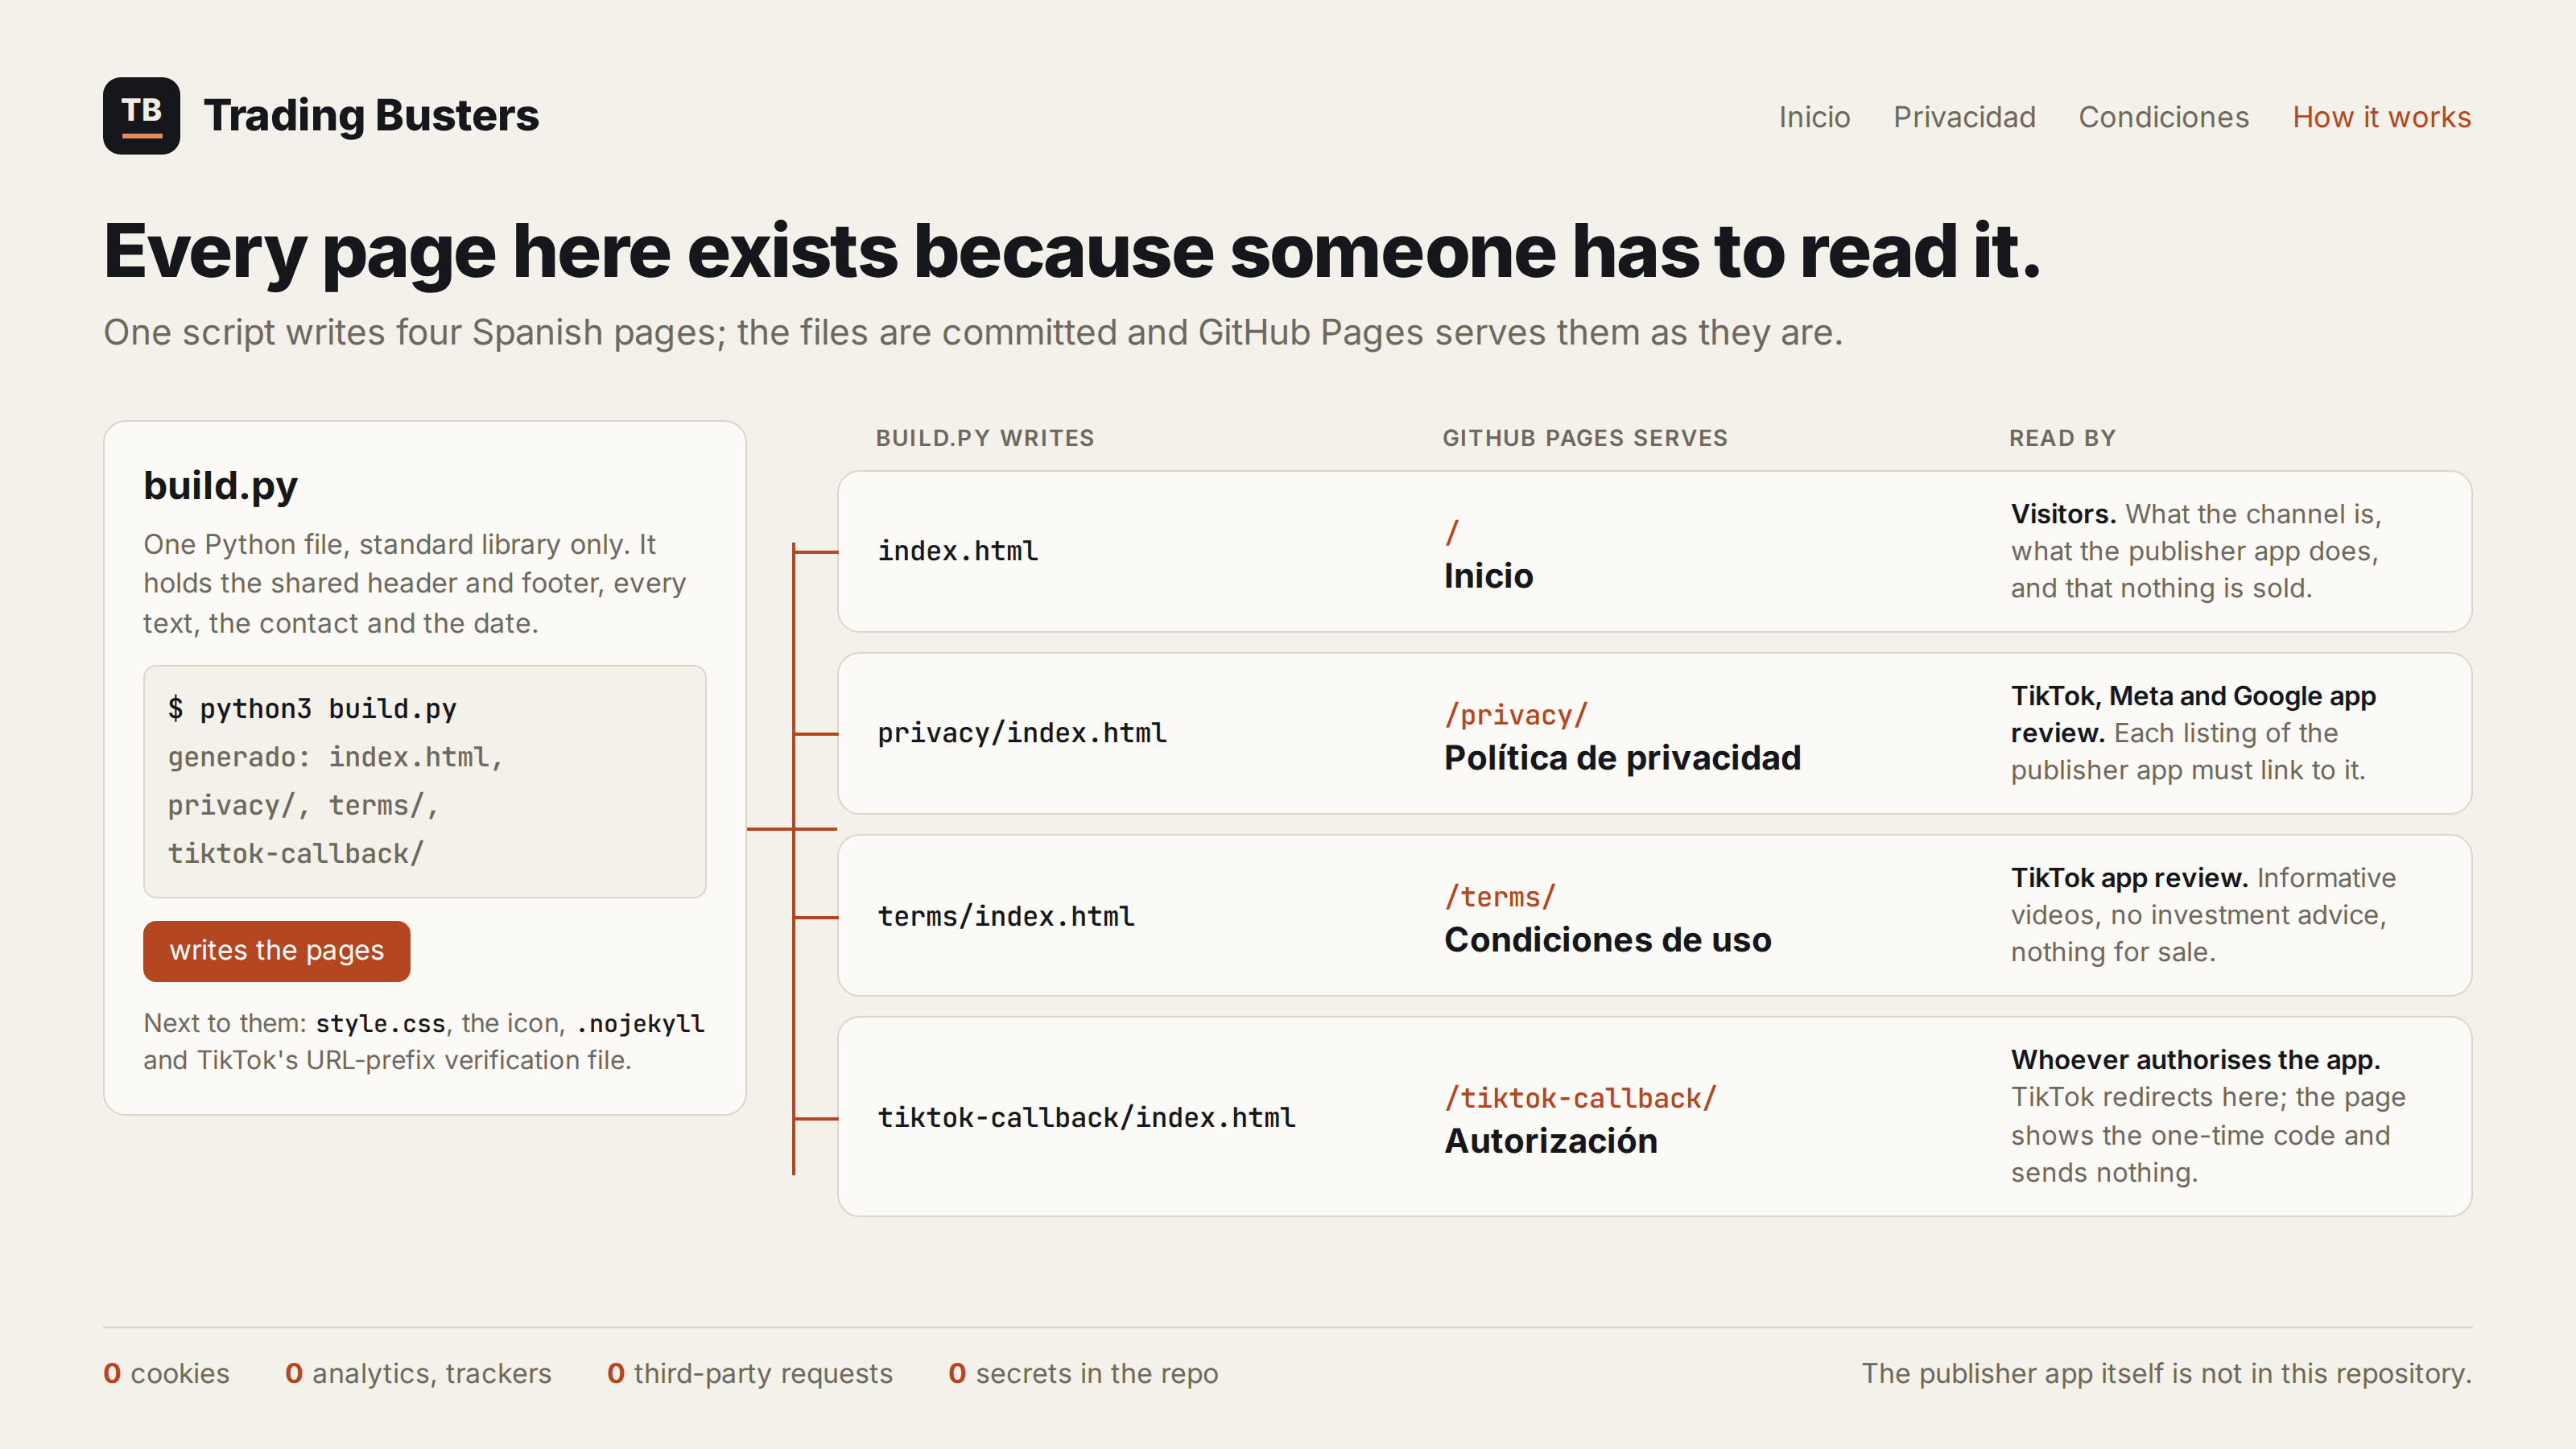 TB
Trading Busters
Inicio Privacidad Condiciones How it works
Every page here exists because someone has to read it.
One script writes four Spanish pages; the files are committed and GitHub Pages serves them as they are.
build.py
One Python file, standard library only. It
holds the shared header and footer, every
text, the contact and the date.
$ python3 build.py
generado: index.html,
privacy/, terms/,
tiktok-callback/
writes the pages
Next to them: style.css, the icon, .nojekyll
and TikTok's URL-prefix verification file.
BUILD.PY WRITES GITHUB PAGES SERVES READ BY
index.html
/
Inicio
Visitors. What the channel is,
what the publisher app does,
and that nothing is sold.
privacy/index.html
/privacy/
Política de privacidad
TikTok, Meta and Google app
review. Each listing of the
publisher app must link to it.
terms/index.html
/terms/
Condiciones de uso
TikTok app review. Informative
videos, no investment advice,
nothing for sale.
tiktok-callback/index.html
/tiktok-callback/
Autorización
Whoever authorises the app.
TikTok redirects here; the page
shows the one-time code and
sends nothing.
0 cookies 0 analytics, trackers 0 third-party requests 0 secrets in the repo
The publisher app itself is not in this repository.